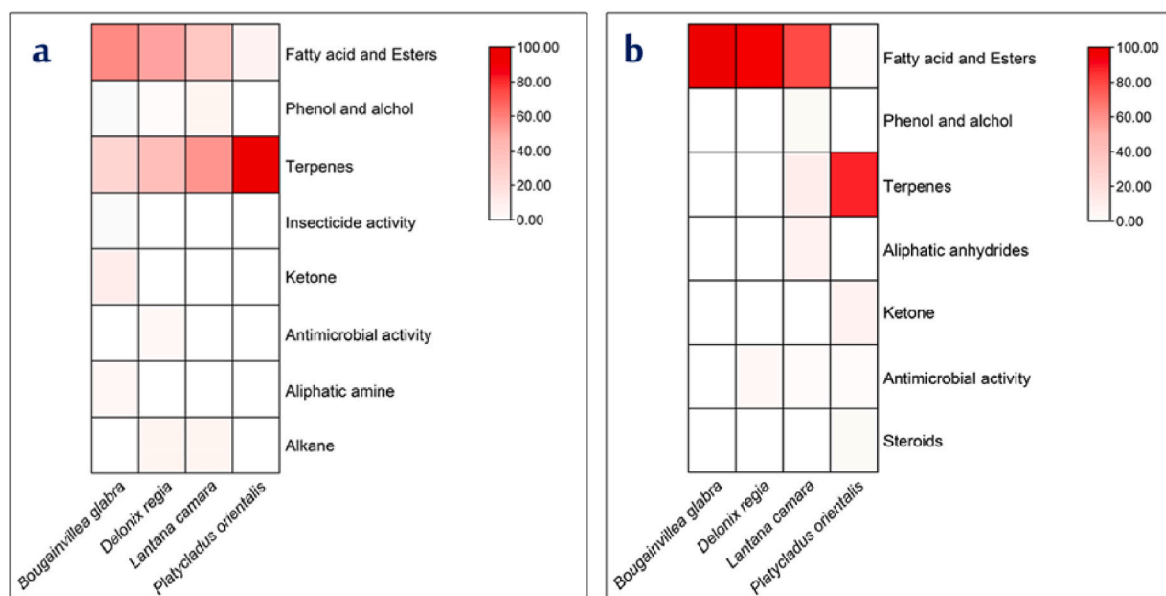 a
Fatty acid and Esters
Phenol and alchol
Terpenes
Insecticide activity
Ketone
Antimicrobial activity
Aliphatic amine
Alkane
100.00
80.00
60.00
40.00
20.00
0.00
Bougainvillea glabra
Delonix regia
Lantana camara
Platycladus orientalis
b
Fatty acid and Esters
Phenol and alchol
Terpenes
Aliphatic anhydrides
Ketone
Antimicrobial activity
Steroids
100.00
80.00
60.00
40.00
20.00
0.00
Bougainvillea glabra
Delonix regia
Lantana camara
Platycladus orientalis